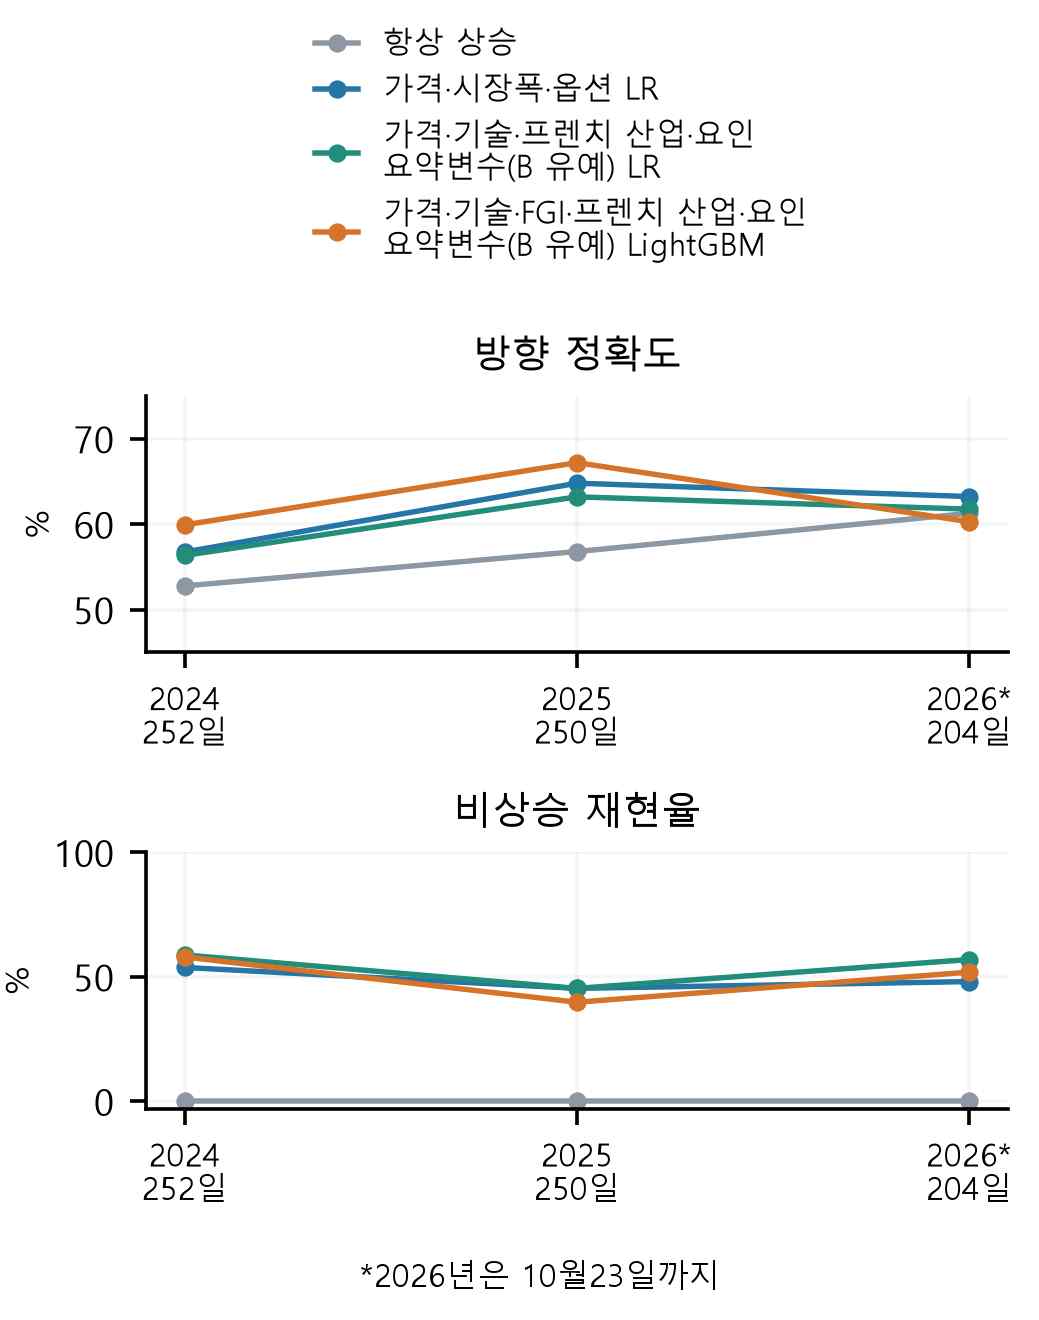 항상 상승
가격·시장폭·옵션 LR
가격·기술·프렌치 산업·요인
요약변수(B 유예) LR
가격·기술·FGI·프렌치 산업·요인
요약변수(B 유예) LightGBM
방향 정확도
%
70
60
50
2024 2025 2026*
252일 250일 204일
비상승 재현율
%
100
50
0
2024 2025 2026*
252일 250일 204일
*2026년은 10월23일까지